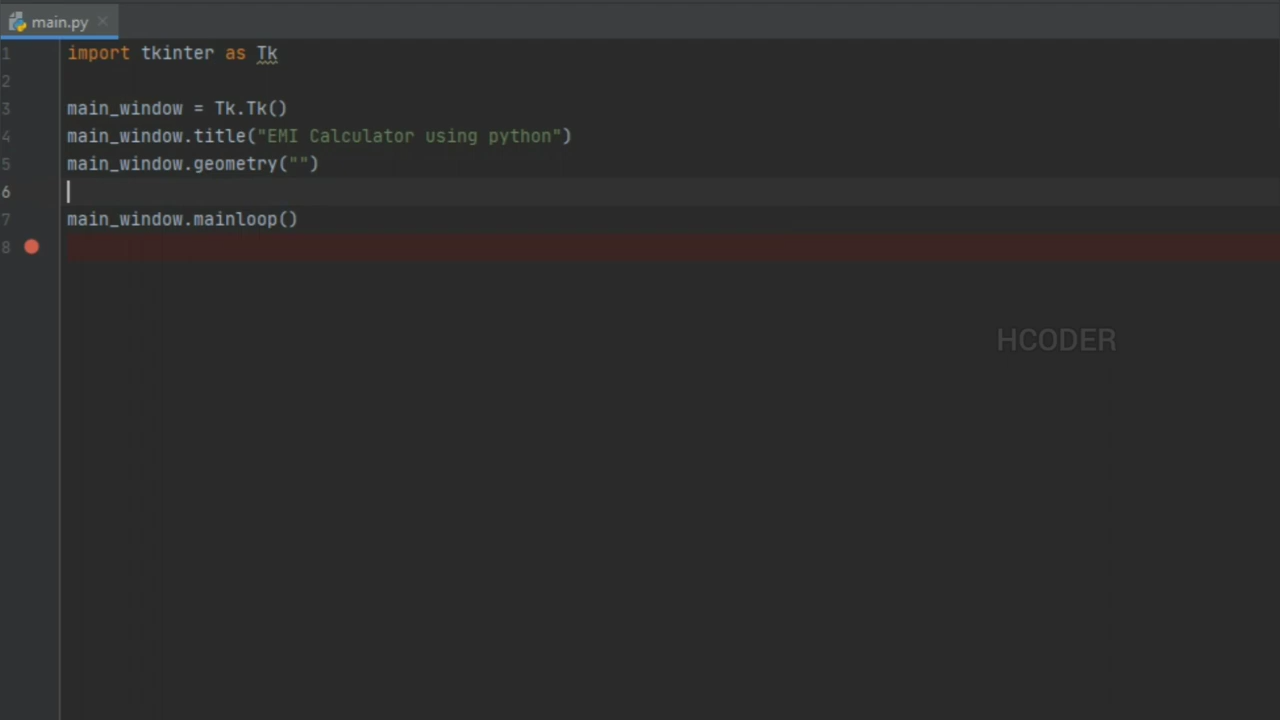 main.py
1 import tkinter as Tk
2
3 main_window = Tk.Tk()
4 main_window.title("EMI Calculator using python")
5 main_window.geometry("")
6
7 main_window.mainloop()
8
HCODER